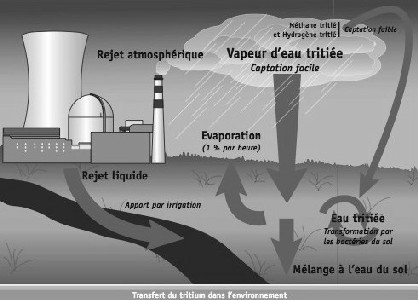 Méthane tritié
et Hydrogène tritié
Captation faible
Rejet atmosphérique
Vapeur d'eau tritiée
Captation facile
Evaporation
(1 % par heure)
Rejet liquide
Apport par irrigation
Eau tritiée
Transformation par
les bactéries du sol
Mélange à l'eau du sol
Transfert du tritium dans l'environnement